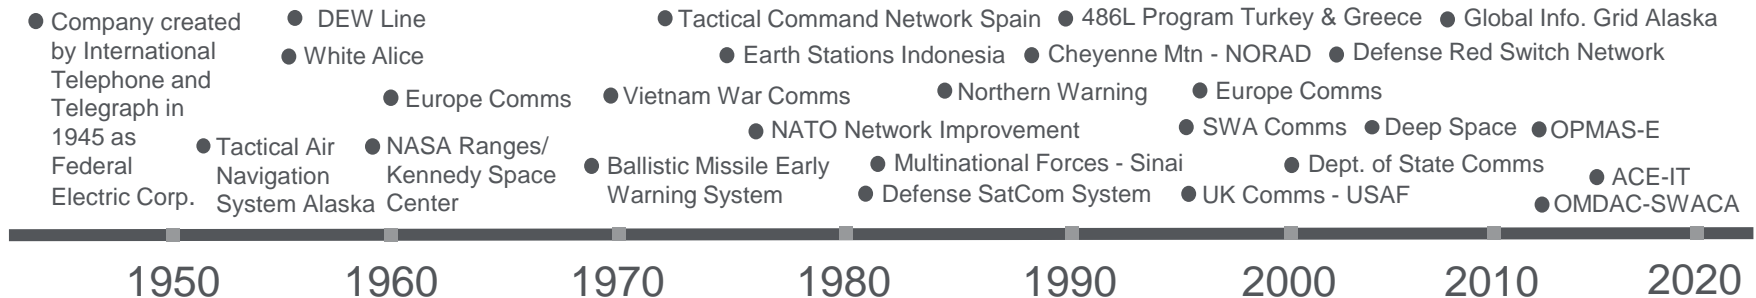 Company created
by International
Telephone and
Telegraph in
1945 as
Federal
Electric Corp.
DEW Line
White Alice
Tactical Air
Navigation
System Alaska
Europe Comms
NASA Ranges/
Kennedy Space
Center
Tactical Command Network Spain
Earth Stations Indonesia
Vietnam War Comms
NATO Network Improvement
Ballistic Missile Early
Warning System
486L Program Turkey & Greece
Cheyenne Mtn - NORAD
Northern Warning
Multinational Forces - Sinai
Defense SatCom System
Global Info. Grid Alaska
Defense Red Switch Network
Europe Comms
SWA Comms
Deep Space
OPMAS-E
Dept. of State Comms
UK Comms - USAF
ACE-IT
OMDAC-SWACA
1950
1960
1970
1980
1990
2000
2010
2020